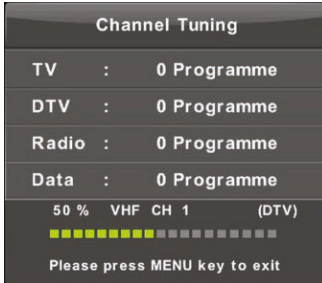 Channel Tuning
TV : 0 Programme
DTV : 0 Programme
Radio : 0 Programme
Data : 0 Programme
50 % VHF CH 1 (DTV)
Please press MENU key to exit